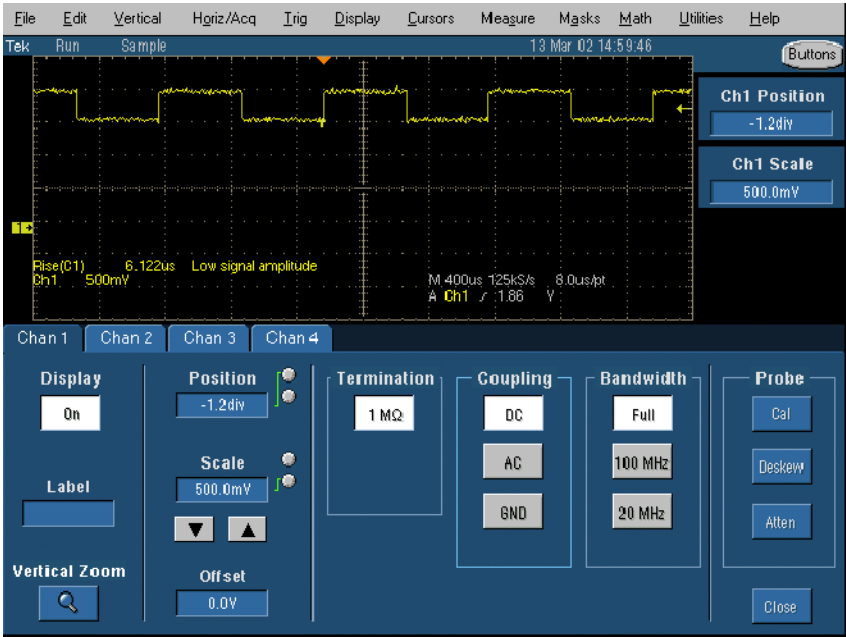 File Edit Vertical Horiz/Acq Trig Display Cursors Measure Masks Math Utilities Help
Tek Run Sample 13 Mar 02 14:59:46
Buttons
Ch1 Position
-1.2div
Ch1 Scale
500.0mV
1
Rise(C1) 6.122us Low signal amplitude
Ch1 500mV
M 400us 125kS/s 8.0us/pt
A Ch1 1.86 V
Chan 1 Chan 2 Chan 3 Chan 4
Display
On
Label
Vertical Zoom
Position
-1.2div
Scale
500.0mV
Offset
0.0V
Termination
1 MΩ
Coupling
DC
AC
GND
Bandwidth
Full
100 MHz
20 MHz
Probe
Cal
Deskew
Atten
Close